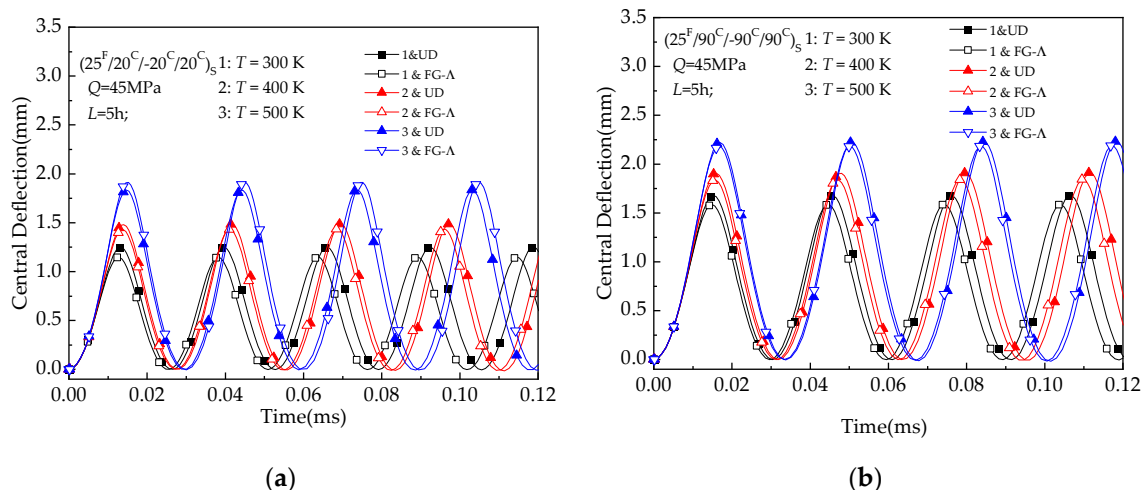 3.5
3.0
2.5
2.0
1.5
1.0
0.5
0.0
Central Deflection(mm)
(25F/20C/-20C/20C)S 1: T = 300 K
Q=45MPa 2: T = 400 K
L=5h; 3: T = 500 K
1&UD
1 & FG-Λ
2 & UD
2 & FG-Λ
3 & UD
3 & FG-Λ
0.00 0.02 0.04 0.06 0.08 0.10 0.12
Time(ms)
(a)
3.5
3.0
2.5
2.0
1.5
1.0
0.5
0.0
Central Deflection(mm)
(25F/90C/-90C/90C)S 1: T = 300 K
Q=45MPa 2: T = 400 K
L=5h; 3: T = 500 K
1&UD
1 & FG-Λ
2 & UD
2 & FG-Λ
3 & UD
3 & FG-Λ
0.00 0.02 0.04 0.06 0.08 0.10 0.12
Time(ms)
(b)